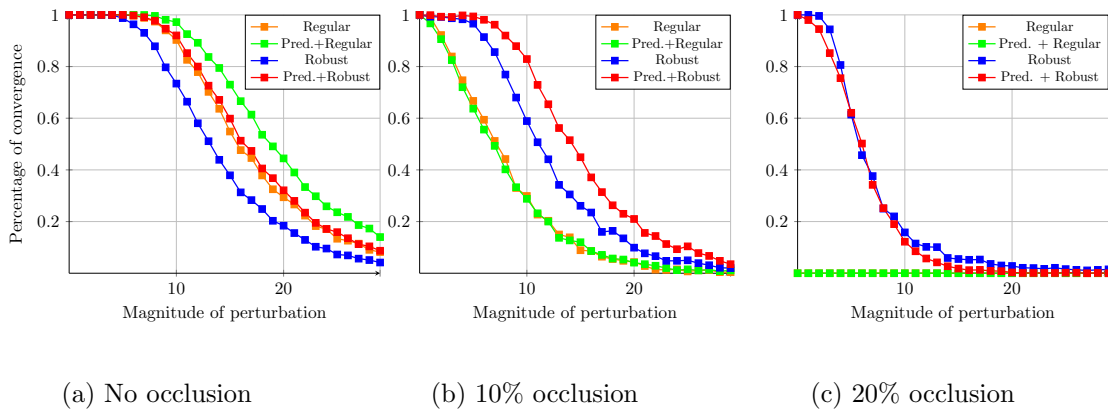 Percentage of convergence
1
0.8
0.6
0.4
0.2
10
20
Magnitude of perturbation
Regular
Pred.+Regular
Robust
Pred.+Robust
(a) No occlusion
1
0.8
0.6
0.4
0.2
10
20
Magnitude of perturbation
Regular
Pred.+Regular
Robust
Pred.+Robust
(b) 10% occlusion
1
0.8
0.6
0.4
0.2
10
20
Magnitude of perturbation
Regular
Pred. + Regular
Robust
Pred. + Robust
(c) 20% occlusion